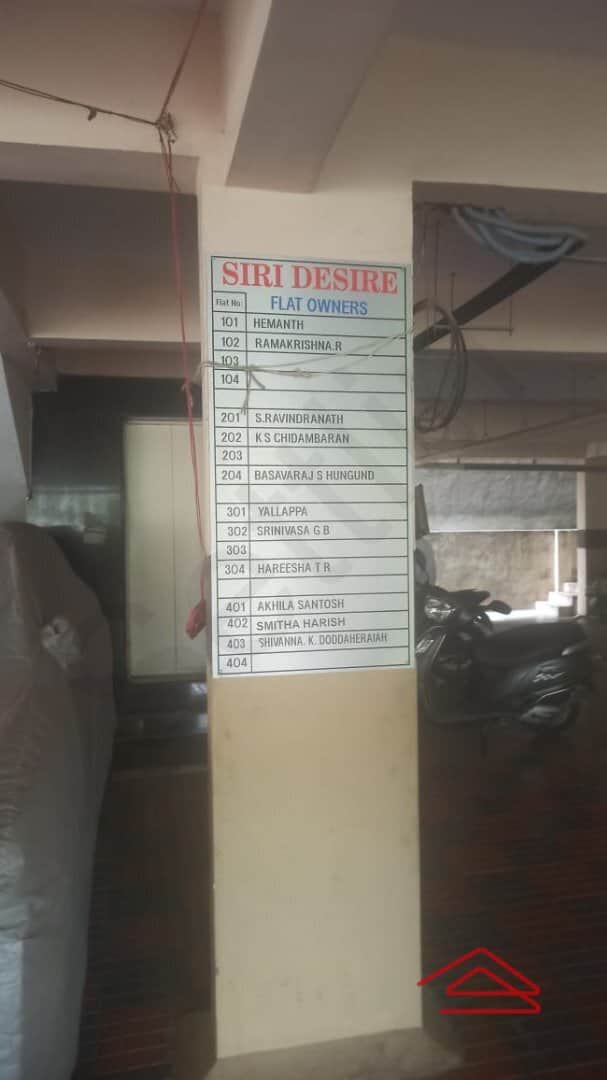 SIRI DESIRE
Flat No: FLAT OWNERS
101 HEMANTH
102 RAMAKRISHNA.R
103
104
201 S.RAVINDRANATH
202 K S CHIDAMBARAN
203
204 BASAVARAJ S HUNGUND
301 YALLAPPA
302 SRINIVASA G B
303
304 HAREESHA T R
401 AKHILA SANTOSH
402 SMITHA HARISH
403 SHIVANNA. K. DODDAHERAIAH
404